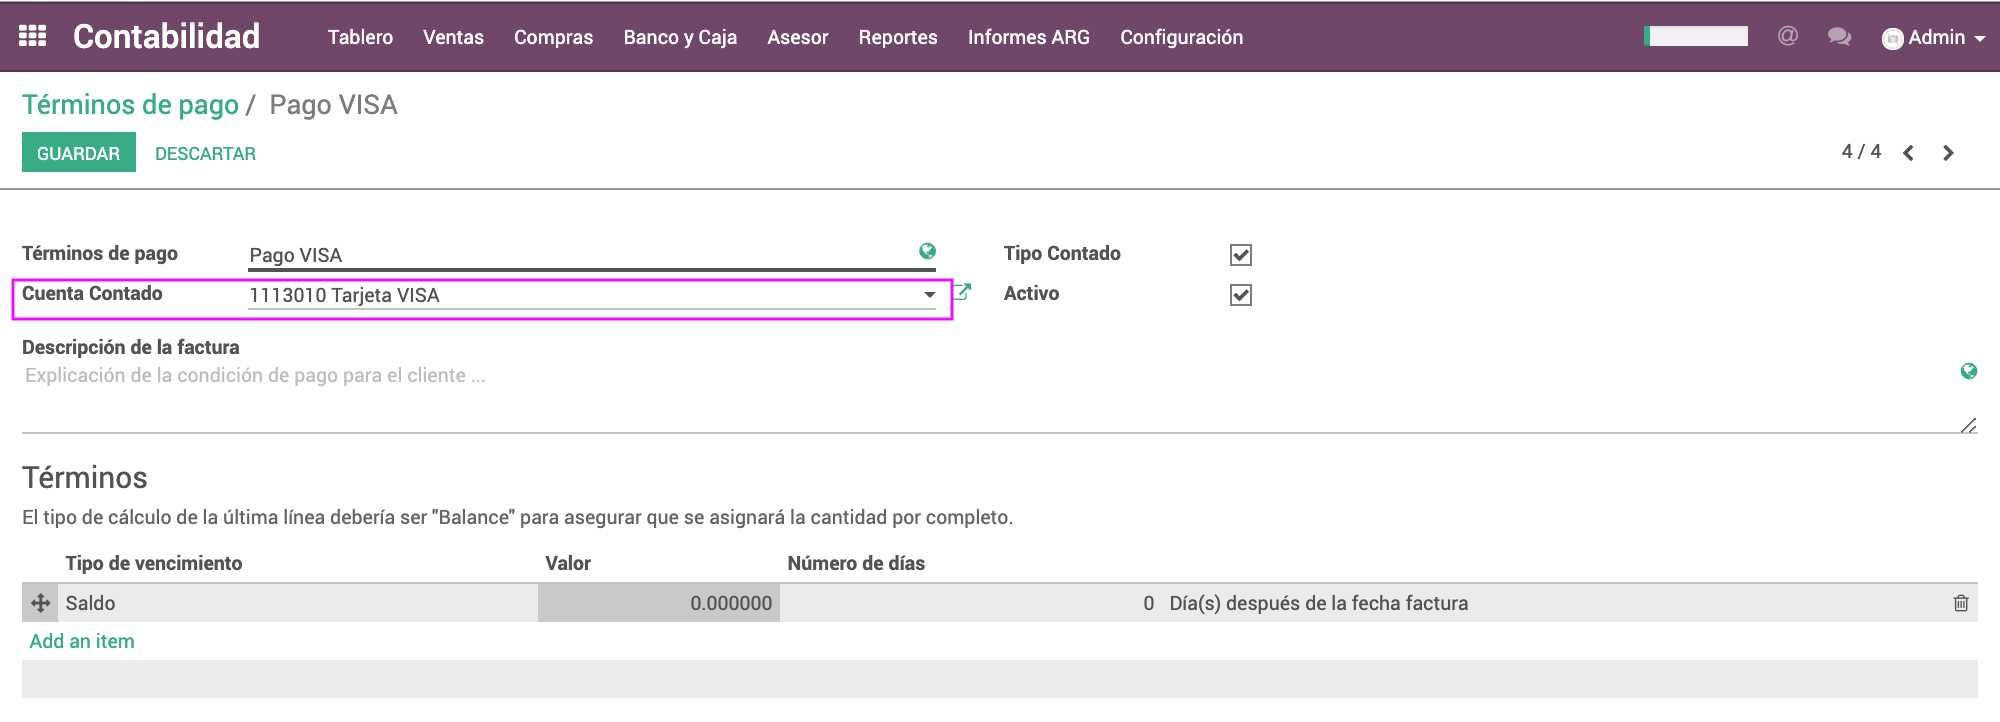 Contabilidad Tablero Ventas Compras Banco y Caja Asesor Reportes Informes ARG Configuración @ Admin
Términos de pago / Pago VISA
GUARDAR DESCARTAR 4 / 4
Términos de pago Pago VISA Tipo Contado
Cuenta Contado 1113010 Tarjeta VISA Activo
Descripción de la factura
Explicación de la condición de pago para el cliente ...
Términos
El tipo de cálculo de la última línea debería ser "Balance" para asegurar que se asignará la cantidad por completo.
Tipo de vencimiento Valor Número de días
Saldo 0.000000 0 Día(s) después de la fecha factura
Add an item